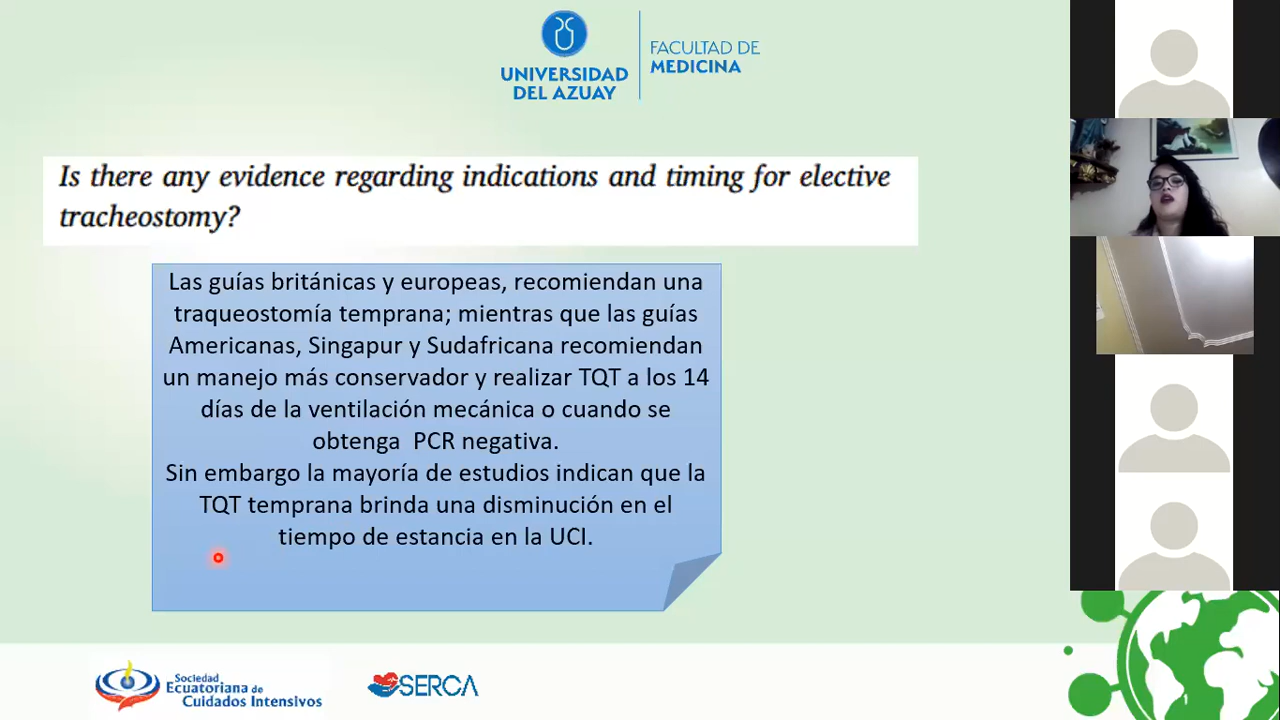 UNIVERSIDAD
DEL AZUAY
FACULTAD DE
MEDICINA
Is there any evidence regarding indications and timing for elective
tracheostomy?
Las guías británicas y europeas, recomiendan una
traqueostomía temprana; mientras que las guías
Americanas, Singapur y Sudafricana recomiendan
un manejo más conservador y realizar TQT a los 14
días de la ventilación mecánica o cuando se
obtenga PCR negativa.
Sin embargo la mayoría de estudios indican que la
TQT temprana brinda una disminución en el
tiempo de estancia en la UCI.
Sociedad
Ecuatoriana de
Cuidados Intensivos
SERCA